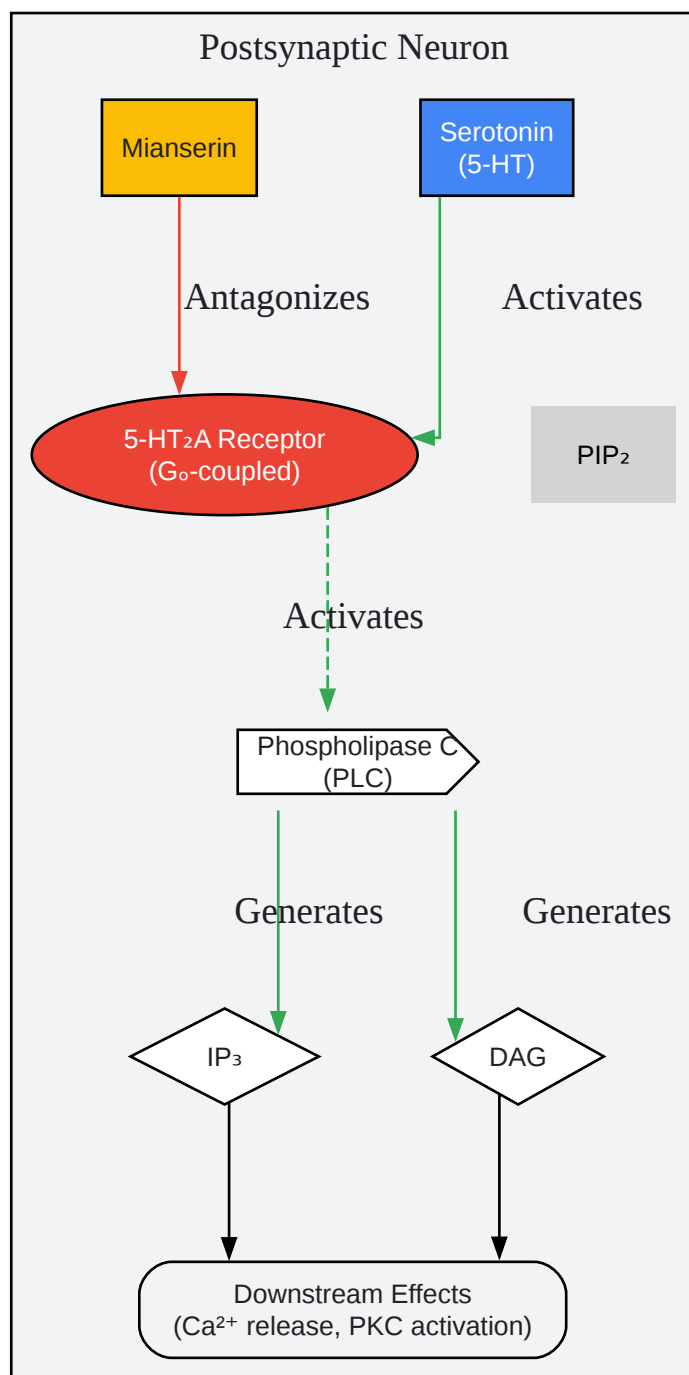 Postsynaptic Neuron
Mianserin
Serotonin
(5-HT)
Antagonizes
Activates
5-HT₂A Receptor
(Gₒ-coupled)
PIP₂
Activates
Phospholipase C
(PLC)
Generates
Generates
IP₃
DAG
Downstream Effects
(Ca²⁺ release, PKC activation)